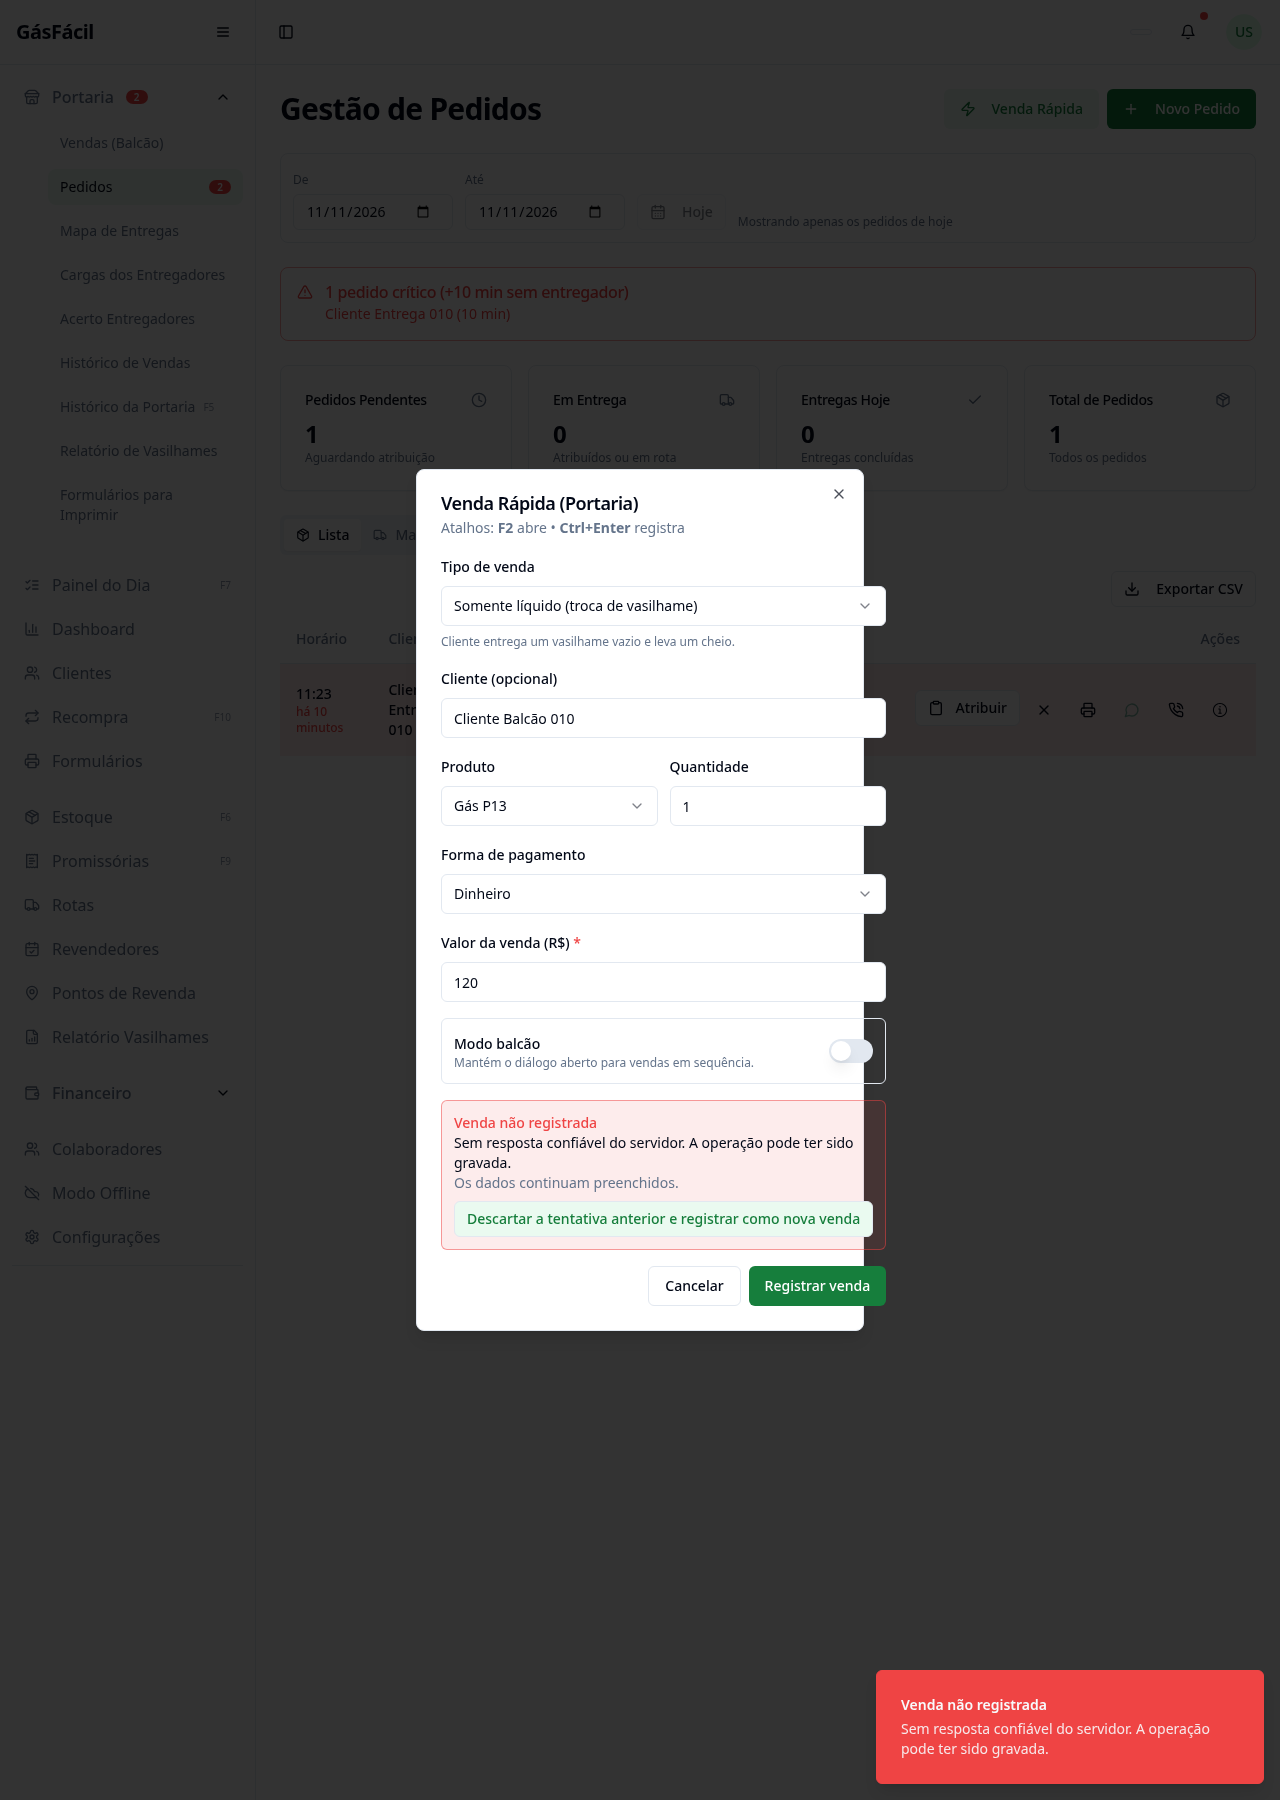 GásFácil
US
Portaria 2
Vendas (Balcão)
Pedidos 2
Mapa de Entregas
Cargas dos Entregadores
Acerto Entregadores
Histórico de Vendas
Histórico da Portaria F5
Relatório de Vasilhames
Formulários para
Imprimir
Painel do Dia F7
Dashboard
Clientes
Recompra F10
Formulários
Estoque F6
Promissórias F9
Rotas
Revendedores
Pontos de Revenda
Relatório Vasilhames
Financeiro
Colaboradores
Modo Offline
Configurações
Gestão de Pedidos
Venda Rápida
Novo Pedido
De
Até
11/11/2026
11/11/2026
Hoje
Mostrando apenas os pedidos de hoje
1 pedido crítico (+10 min sem entregador)
Cliente Entrega 010 (10 min)
Pedidos Pendentes
1
Aguardando atribuição
Em Entrega
0
Atribuídos ou em rota
Entregas Hoje
0
Entregas concluídas
Total de Pedidos
1
Todos os pedidos
Lista
Exportar CSV
Horário
Ações
11:23
há 10
minutos
010
Atribuir
Venda Rápida (Portaria)
Atalhos: F2 abre • Ctrl+Enter registra
Tipo de venda
Somente líquido (troca de vasilhame)
Cliente entrega um vasilhame vazio e leva um cheio.
Cliente (opcional)
Cliente Balcão 010
Produto
Quantidade
Gás P13
1
Forma de pagamento
Dinheiro
Valor da venda (R$) *
120
Modo balcão
Mantém o diálogo aberto para vendas em sequência.
Venda não registrada
Sem resposta confiável do servidor. A operação pode ter sido
gravada.
Os dados continuam preenchidos.
Descartar a tentativa anterior e registrar como nova venda
Cancelar
Registrar venda
Venda não registrada
Sem resposta confiável do servidor. A operação
pode ter sido gravada.